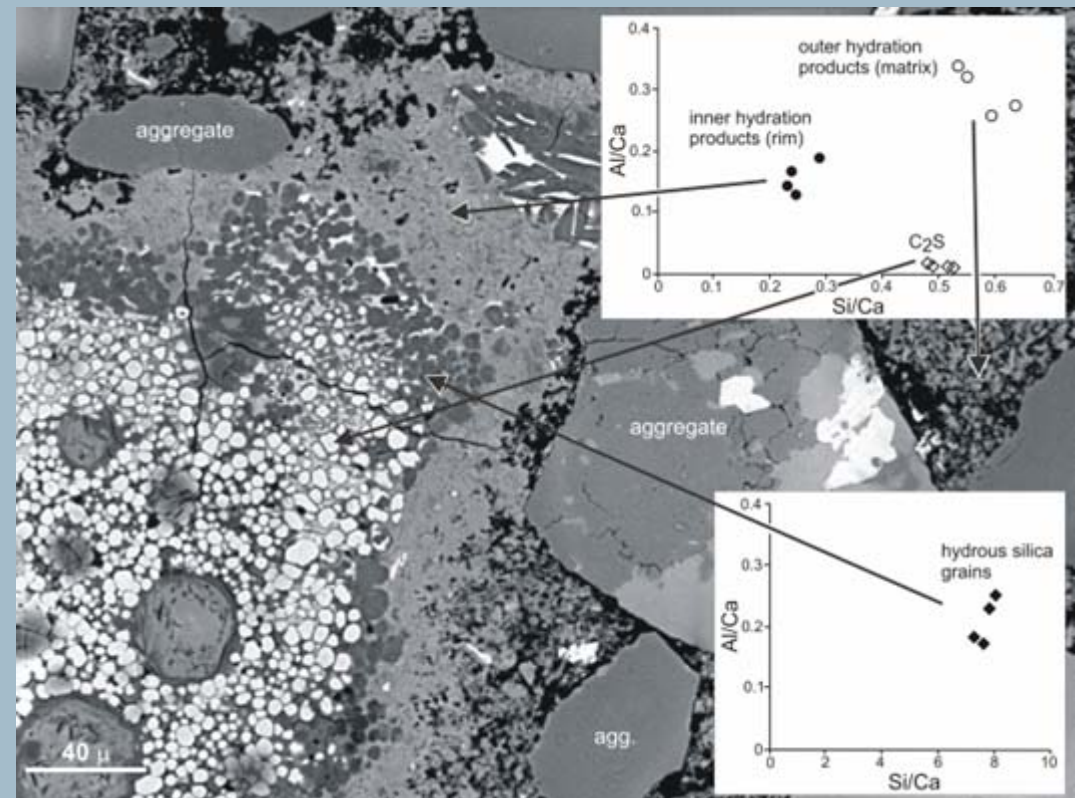 aggregate
0.4
outer hydration
products (matrix)
0.3
inner hydration
products (rim)
Al/Ca
0.2
0.1
C2S
0
0 0.1 0.2 0.3 0.4 0.5 0.6 0.7
Si/Ca
aggregate
0.4
0.3
hydrous silica
grains
Al/Ca
0.2
0.1
0
0 2 4 6 8 10
Si/Ca
agg.
40 µ